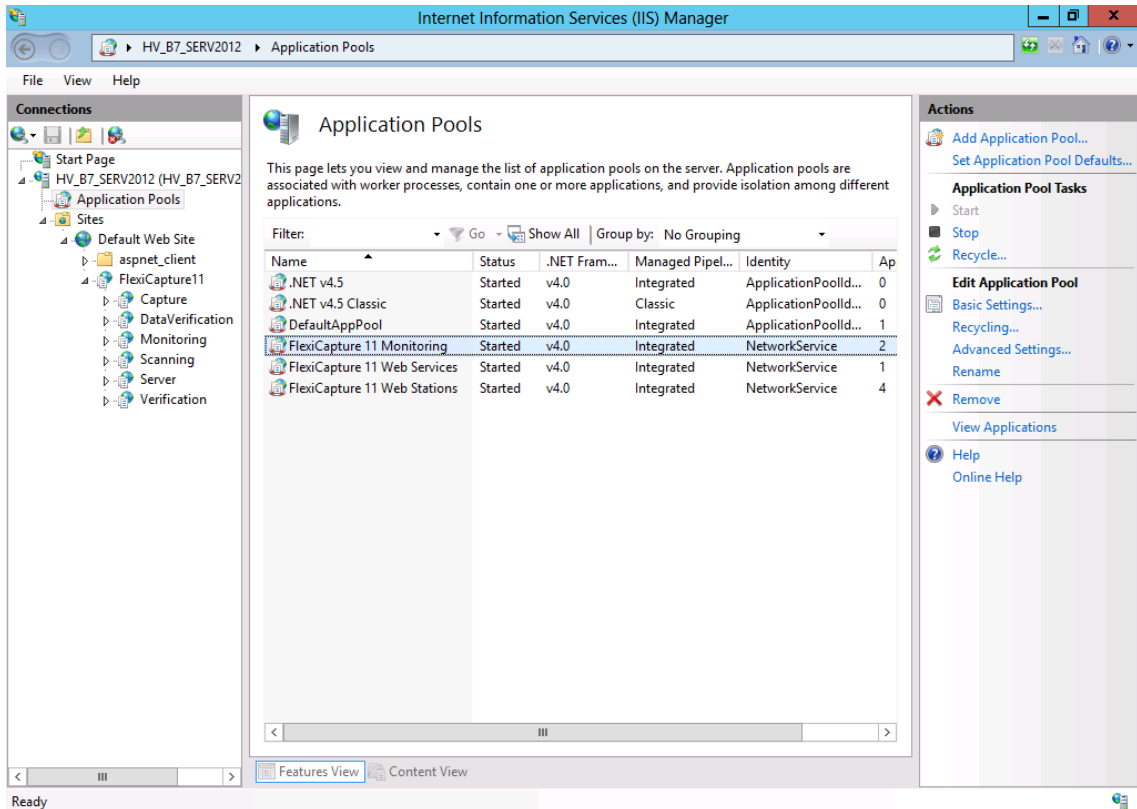 Internet Information Services (IIS) Manager
HV_B7_SERV2012 Application Pools
File View Help
Connections
Start Page
HV_B7_SERV2012 (HV_B7_SERV2
Application Pools
Sites
Default Web Site
aspnet_client
FlexiCapture11
Capture
DataVerification
Monitoring
Scanning
Server
Verification
Application Pools
This page lets you view and manage the list of application pools on the server. Application pools are
associated with worker processes, contain one or more applications, and provide isolation among different
applications.
Filter: Go Show All Group by: No Grouping
Name Status .NET Fram... Managed Pipel... Identity Ap
.NET v4.5 Started v4.0 Integrated ApplicationPoolId... 0
.NET v4.5 Classic Started v4.0 Classic ApplicationPoolId... 0
DefaultAppPool Started v4.0 Integrated ApplicationPoolId... 1
FlexiCapture 11 Monitoring Started v4.0 Integrated NetworkService 2
FlexiCapture 11 Web Services Started v4.0 Integrated NetworkService 1
FlexiCapture 11 Web Stations Started v4.0 Integrated NetworkService 4
Features View Content View
Actions
Add Application Pool...
Set Application Pool Defaults...
Application Pool Tasks
Start
Stop
Recycle...
Edit Application Pool
Basic Settings...
Recycling...
Advanced Settings...
Rename
Remove
View Applications
Help
Online Help
Ready